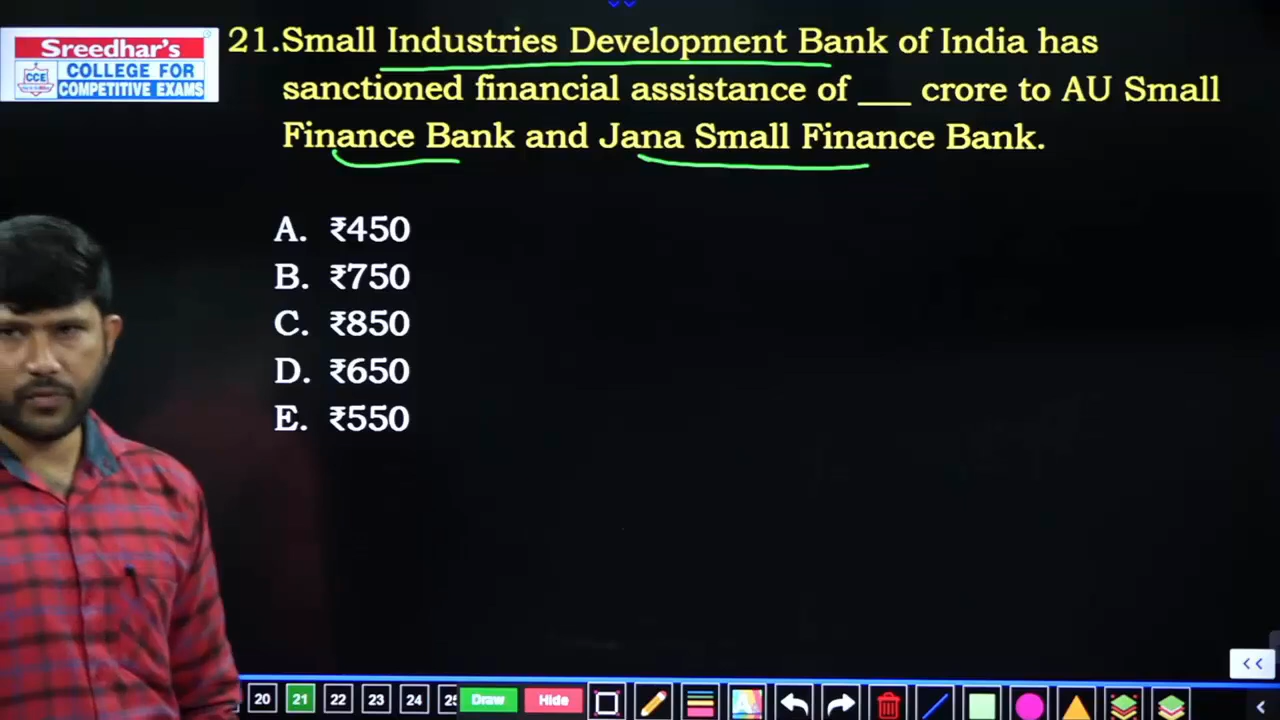 Sreedhar's
CCE
COLLEGE FOR
COMPETITIVE EXAMS
21.Small Industries Development Bank of India has
sanctioned financial assistance of ___ crore to AU Small
Finance Bank and Jana Small Finance Bank.
A. ₹450
B. ₹750
C. ₹850
D. ₹650
E. ₹550
20 21 22 23 24 25 Draw Hide